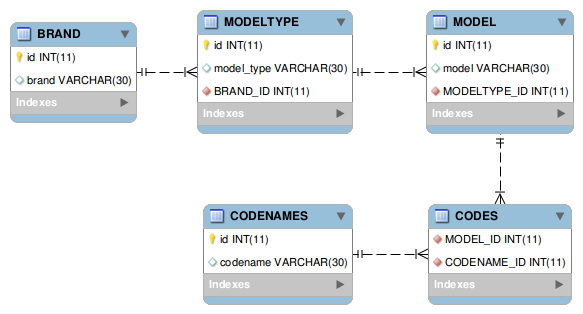 BRAND
id INT(11)
brand VARCHAR(30)
Indexes
MODELTYPE
id INT(11)
model_type VARCHAR(30)
BRAND_ID INT(11)
Indexes
MODEL
id INT(11)
model VARCHAR(30)
MODELTYPE_ID INT(11)
Indexes
CODENAMES
id INT(11)
codename VARCHAR(30)
Indexes
CODES
MODEL_ID INT(11)
CODENAME_ID INT(11)
Indexes